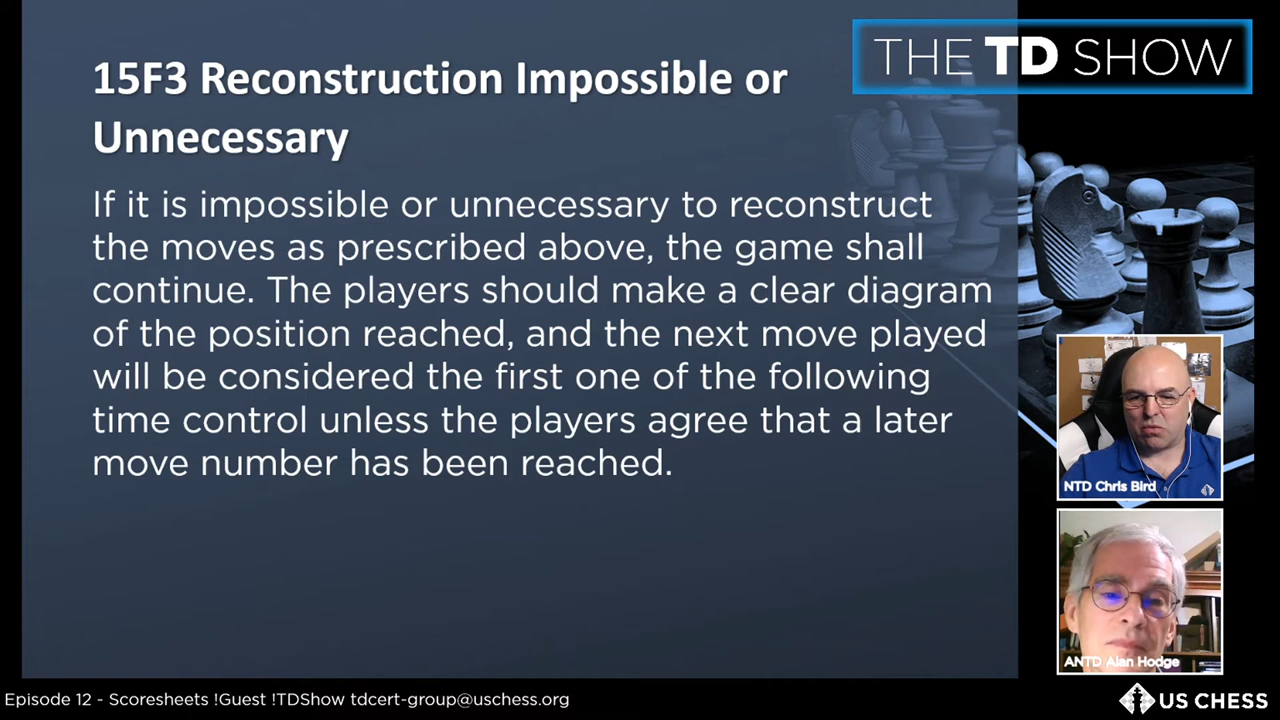 THE TD SHOW
15F3 Reconstruction Impossible or
Unnecessary
If it is impossible or unnecessary to reconstruct
the moves as prescribed above, the game shall
continue. The players should make a clear diagram
of the position reached, and the next move played
will be considered the first one of the following
time control unless the players agree that a later
move number has been reached.
NTD Chris Bird
ANTD Alan Hodge
Episode 12 - Scoresheets !Guest !TDShow tdcert-group@uschess.org
US CHESS